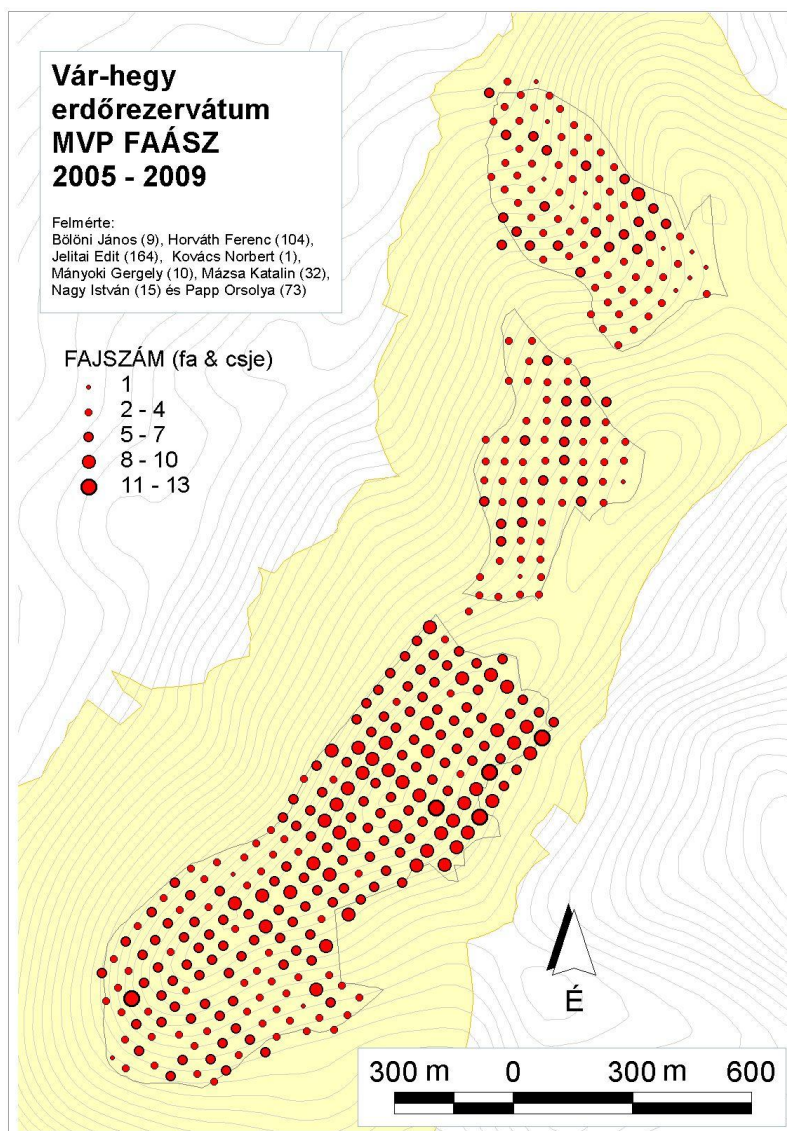 Vár-hegy
erdőrezervátum
MVP FAÁSZ
2005 - 2009
Felmérte:
Bölöni János (9), Horváth Ferenc (104),
Jelitai Edit (164), Kovács Norbert (1),
Mányoki Gergely (10), Mázsa Katalin (32),
Nagy István (15) és Papp Orsolya (73)
FAJSZÁM (fa & csje)
1
2 - 4
5 - 7
8 - 10
11 - 13
É
300 m 0 300 m 600